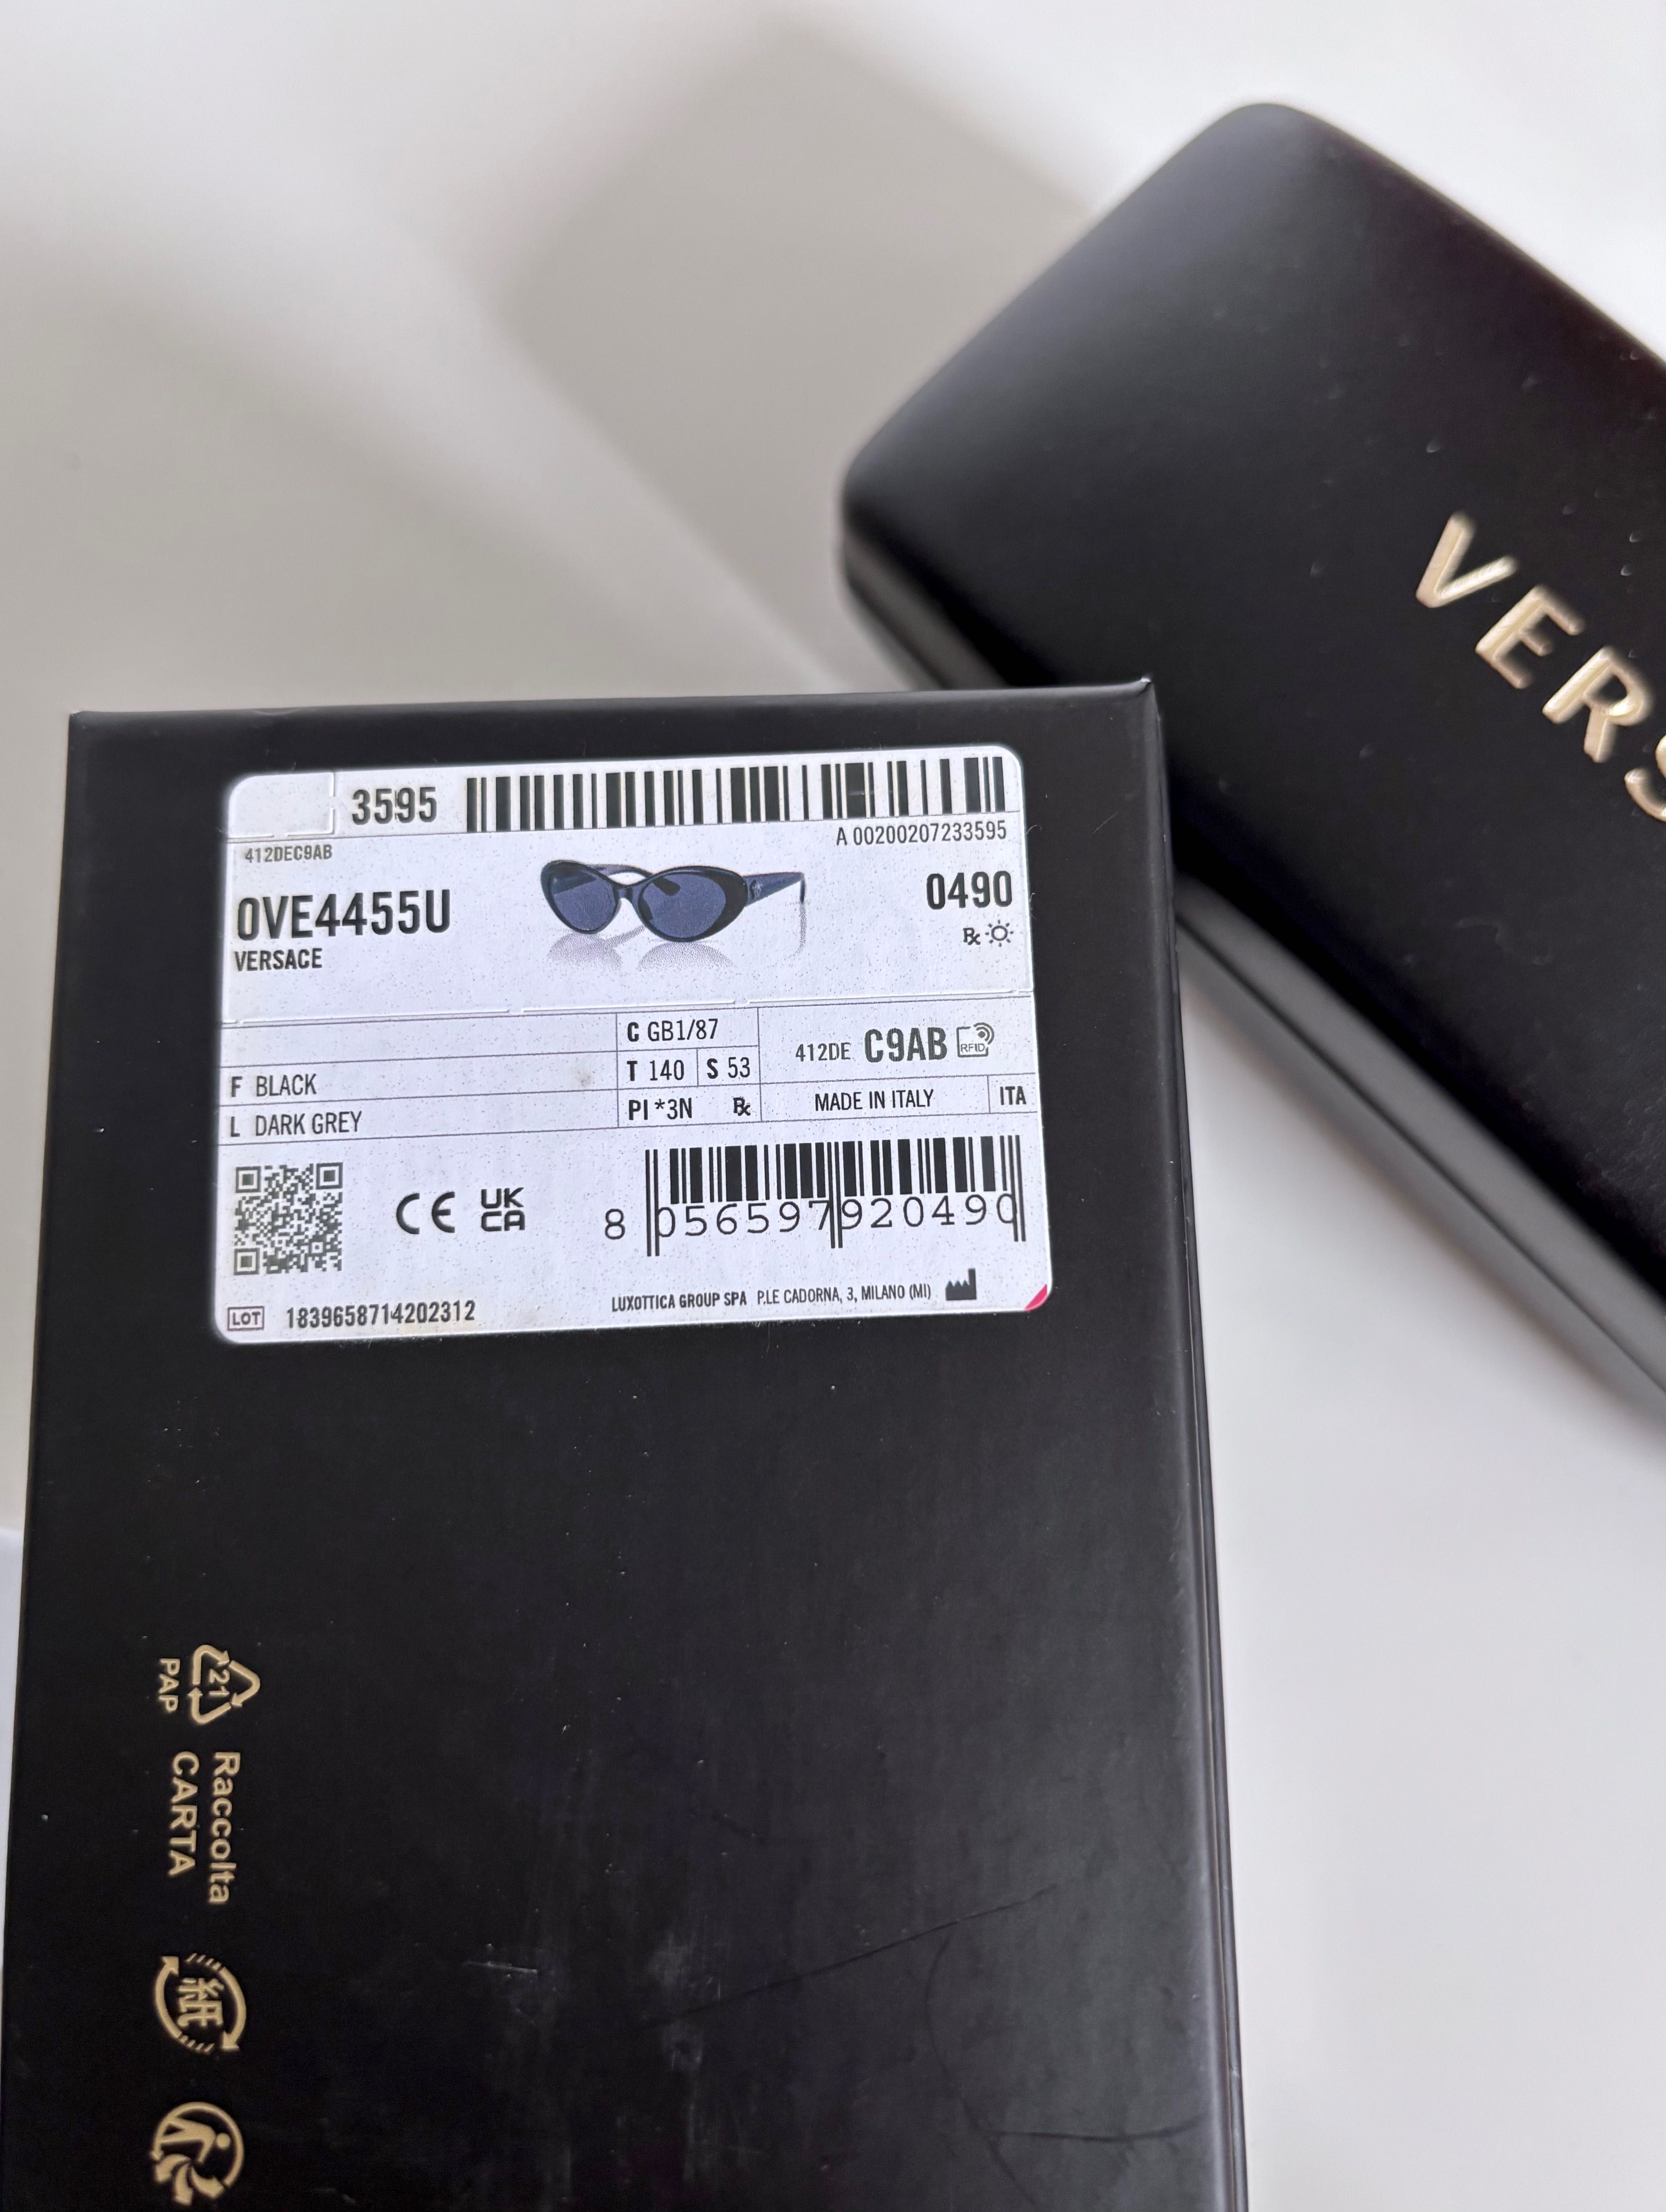 VERS
3595
A 00200207233595
412DEC9AB
0VE4455U
0490
VERSACE
℞
C GB1/87
412DE C9AB RFID
F BLACK
T 140 S 53
L DARK GREY
PI *3N ℞
MADE IN ITALY ITA
CE UK CA
8 056597 920490
LOT 1839658714202312
LUXOTTICA GROUP SPA P.LE CADORNA, 3, MILANO (MI)
21
PAP
Raccolta
CARTA
紙